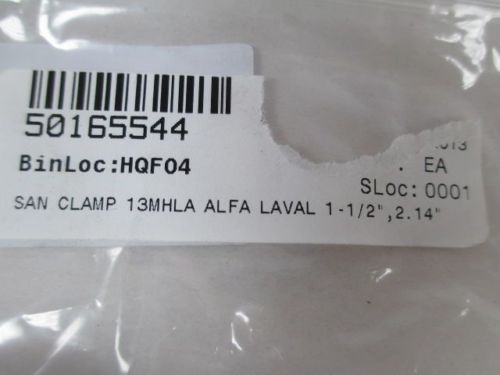 50165544
BinLoc:HQF04
. EA
SLoc:0001
SAN CLAMP 13MHLA ALFA LAVAL 1-1/2",2.14"